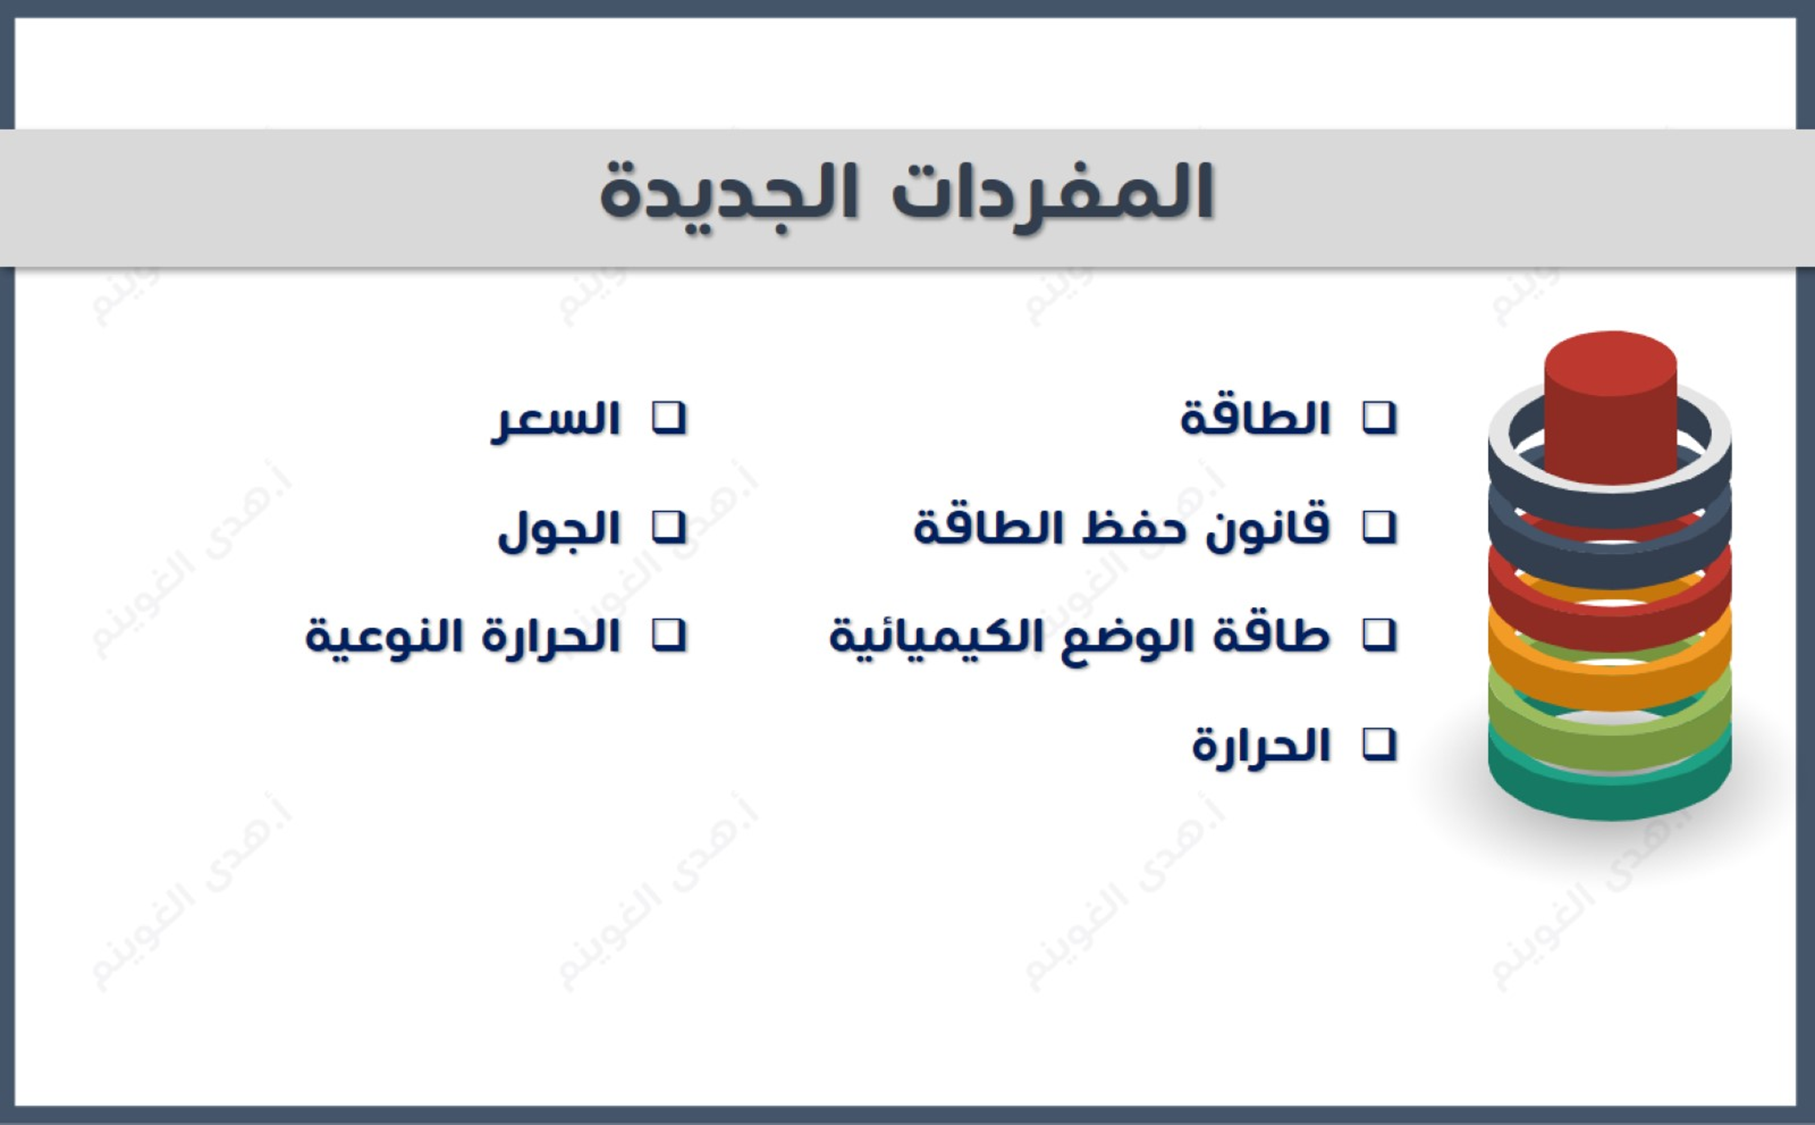 المفردات الجديدة
❑ الطاقة
❑ قانون حفظ الطاقة
❑ طاقة الوضع الكيميائية
❑ الحرارة
❑ السعر
❑ الجول
❑ الحرارة النوعية
أ.هدى الغوينم